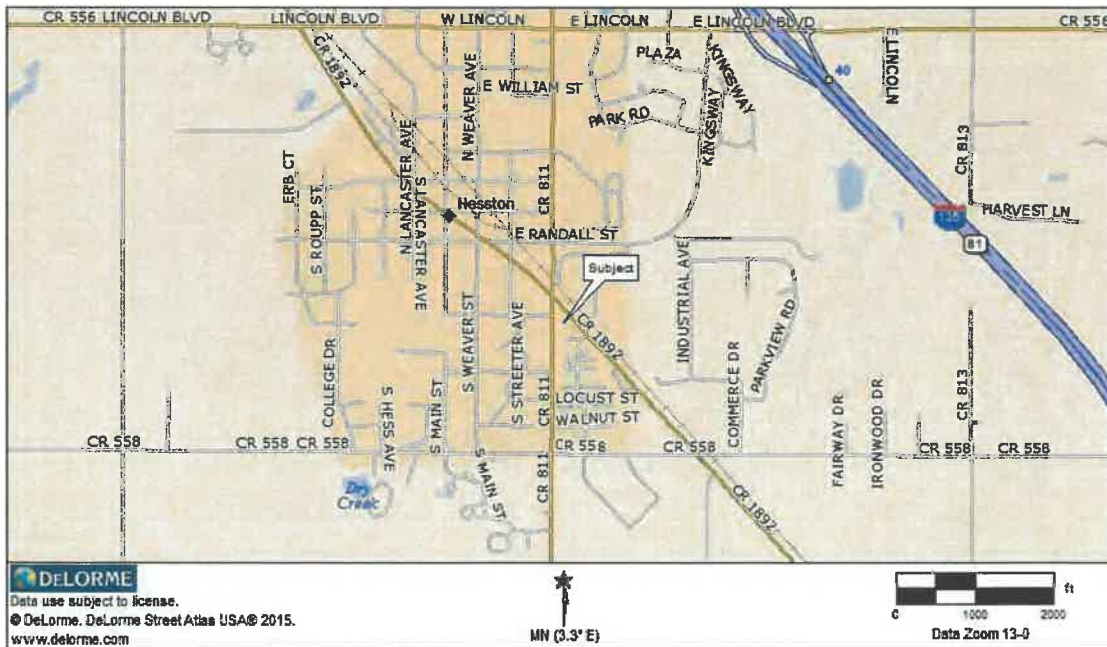 CR 556 LINCOLN BLVD
LINCOLN BLVD
W LINCOLN
E LINCOLN
E LINCOLN BLVD
CR 556
CR 1892
N WEAVER AVE
E WILLIAM ST
PLAZA
KINGSWAY
PARK RD
KINGSWAY
40
E LINCOLN
CR 813
ERB CT
S ROUPP ST
N LANCASTER AVE
S LANCASTER AVE
Hesston
CR 811
E RANDALL ST
HARVEST LN
135
81
Subject
INDUSTRIAL AVE
CR 1892
PARKVIEW RD
COLLEGE DR
S HESS AVE
S MAIN ST
S WEAVER ST
S STREETER AVE
CR 811
LOCUST ST
WALNUT ST
COMMERCE DR
FAIRWAY DR
IRONWOOD DR
CR 813
CR 558
CR 558
CR 558
CR 558
CR 558
CR 558
CR 558
S MAIN ST
CR 811
CR 1892
Dry
Creek
DELORME
Data use subject to license.
© DeLorme. DeLorme Street Atlas USA® 2015.
www.delorme.com
MN (3.3° E)
ft
0 1000 2000
Data Zoom 13-0